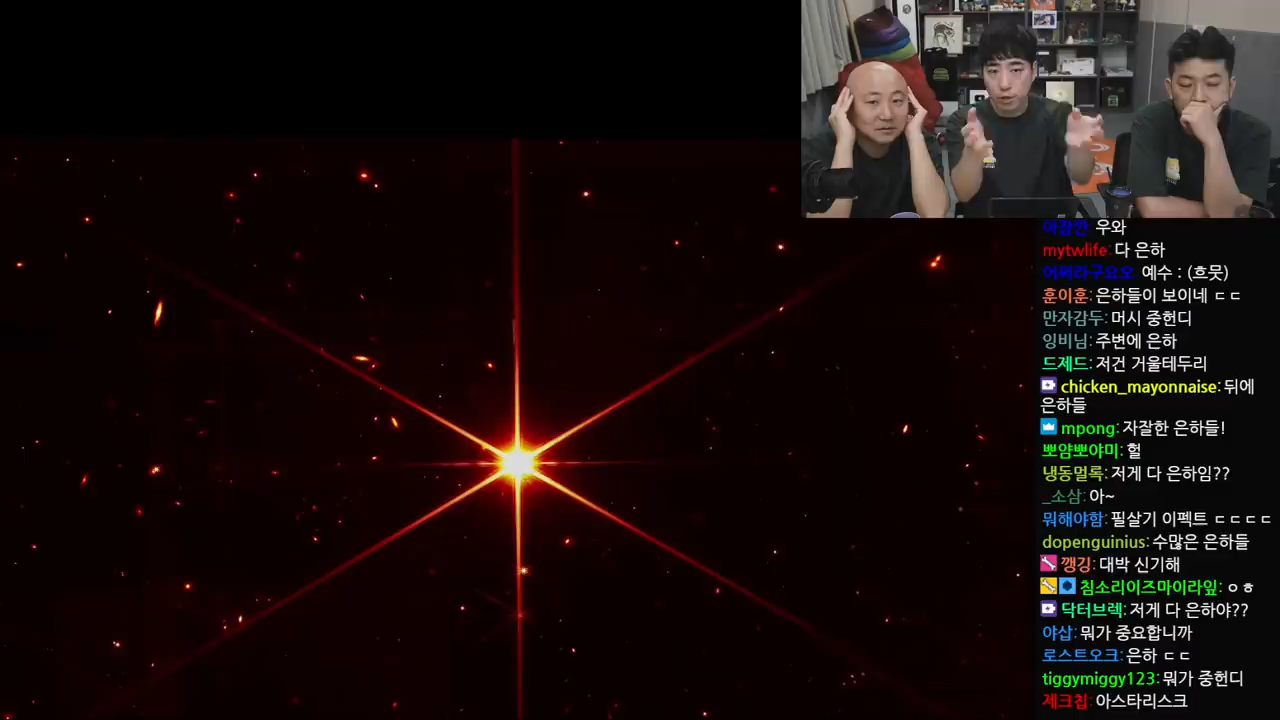 아잠깐: 우와
mytwlife: 다 은하
어쩌라구요오: 예수 : (흐뭇)
훈이훈: 은하들이 보이네 ㄷㄷ
만자감두: 머시 중헌디
잉비님: 주변에 은하
드제드: 저건 거울테두리
chicken_mayonnaise: 뒤에
은하들
mpong: 자잘한 은하들!
뽀얌뽀야미: 헐
냉동멀록: 저게 다 은하임??
_소삼: 아~
뭐해야함: 필살기 이펙트 ㄷㄷㄷㄷ
dopenguinius: 수많은 은하들
깽깅: 대박 신기해
침소리이즈마이라잎: ㅇㅎ
닥터브렉: 저게 다 은하야??
야삽: 뭐가 중요합니까
로스트오크: 은하 ㄷㄷ
tiggymiggy123: 뭐가 중헌디
제크칩: 아스타리스크